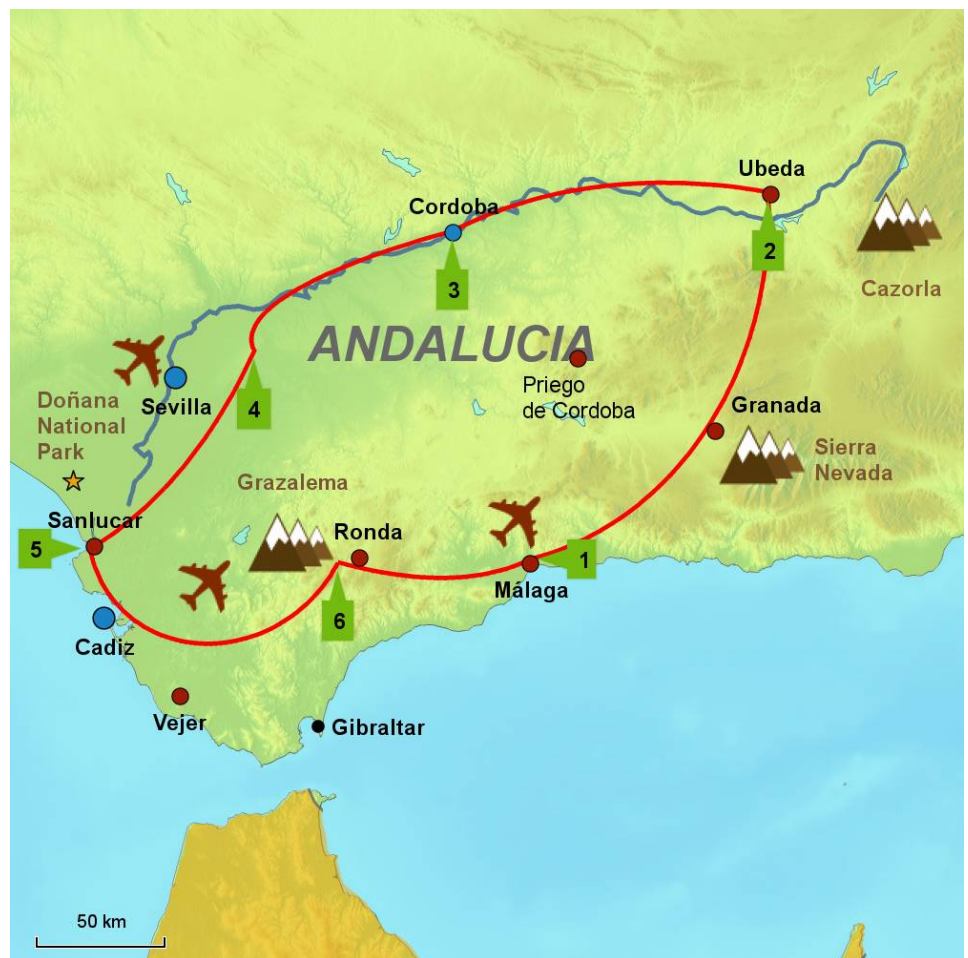 Ubeda
Cordoba
2
3
Cazorla
ANDALUCIA
Priego
de Cordoba
Doñana
National
Park
Sevilla
4
Granada
Sierra
Nevada
Grazalema
Sanlucar
5
Ronda
1
Málaga
6
Cadiz
Vejer
Gibraltar
50 km